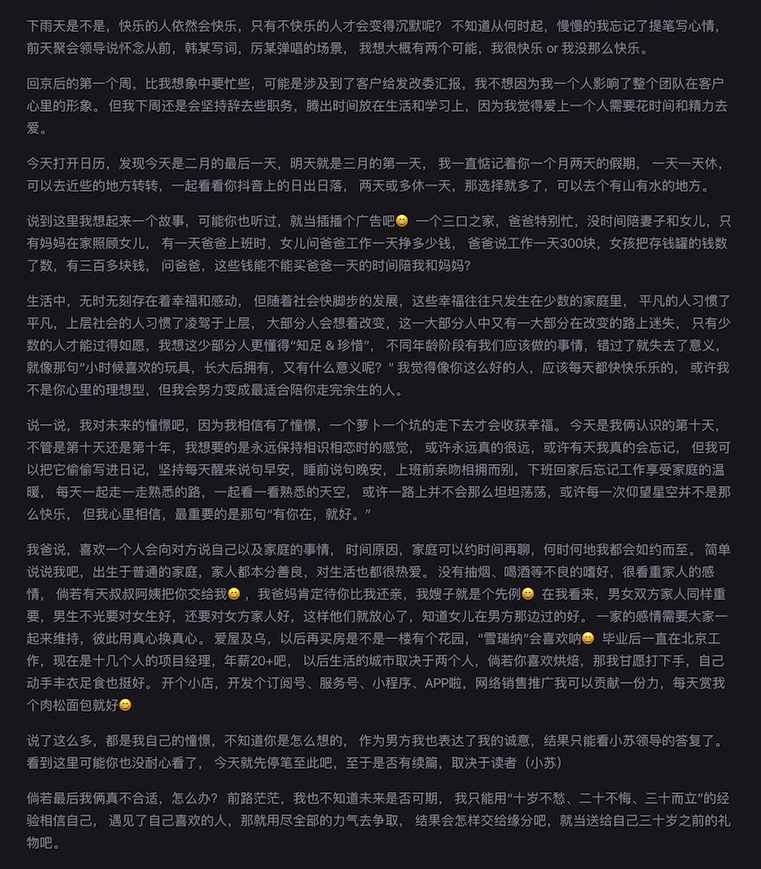 下雨天是不是，快乐的人依然会快乐，只有不快乐的人才会变得沉默呢？ 不知道从何时起，慢慢的我忘记了提笔写心情，
前天聚会领导说怀念从前，韩某写词，厉某弹唱的场景， 我想大概有两个可能，我很快乐 or 我没那么快乐。
回京后的第一个周，比我想象中要忙些，可能是涉及到了客户给发改委汇报，我不想因为我一个人影响了整个团队在客户
心里的形象。 但我下周还是会坚持辞去些职务，腾出时间放在生活和学习上，因为我觉得爱上一个人需要花时间和精力去
爱。
今天打开日历，发现今天是二月的最后一天，明天就是三月的第一天， 我一直惦记着你一个月两天的假期， 一天一天休，
可以去近些的地方转转，一起看看你抖音上的日出日落， 两天或多休一天，那选择就多了，可以去个有山有水的地方。
说到这里我想起来一个故事，可能你也听过，就当插播个广告吧😄 一个三口之家，爸爸特别忙，没时间陪妻子和女儿，只
有妈妈在家照顾女儿， 有一天爸爸上班时，女儿问爸爸工作一天挣多少钱， 爸爸说工作一天300块，女孩把存钱罐的钱数
了数，有三百多块钱， 问爸爸，这些钱能不能买爸爸一天的时间陪我和妈妈？
生活中，无时无刻存在着幸福和感动， 但随着社会快脚步的发展，这些幸福往往只发生在少数的家庭里， 平凡的人习惯了
平凡，上层社会的人习惯了凌驾于上层， 大部分人会想着改变，这一大部分人中又有一大部分在改变的路上迷失， 只有少
数的人才能过得如愿，我想这少部分人更懂得“知足 & 珍惜”， 不同年龄阶段有我们应该做的事情，错过了就失去了意义，
就像那句“小时候喜欢的玩具，长大后拥有，又有什么意义呢？” 我觉得像你这么好的人，应该每天都快快乐乐的， 或许我
不是你心里的理想型，但我会努力变成最适合陪你走完余生的人。
说一说，我对未来的憧憬吧，因为我相信有了憧憬，一个萝卜一个坑的走下去才会收获幸福。 今天是我俩认识的第十天，
不管是第十天还是第十年，我想要的是永远保持相识相恋时的感觉， 或许永远真的很远，或许有天我真的会忘记， 但我可
以把它偷偷写进日记，坚持每天醒来说句早安，睡前说句晚安，上班前亲吻相拥而别，下班回家后忘记工作享受家庭的温
暖， 每天一起走一走熟悉的路，一起看一看熟悉的天空， 或许一路上并不会那么坦坦荡荡，或许每一次仰望星空并不是那
么快乐， 但我心里相信，最重要的是那句“有你在，就好。”
我爸说，喜欢一个人会向对方说自己以及家庭的事情， 时间原因，家庭可以约时间再聊，何时何地我都会如约而至。 简单
说说我吧，出生于普通的家庭，家人都本分善良，对生活也都很热爱。 没有抽烟、喝酒等不良的嗜好，很看重家人的感
情， 倘若有天叔叔阿姨把你交给我😄 ，我爸妈肯定待你比我还亲，我嫂子就是个先例😄 在我看来，男女双方家人同样重
要，男生不光要对女生好，还要对女方家人好，这样他们就放心了，知道女儿在男方那边过的好。 一家的感情需要大家一
起来维持，彼此用真心换真心。 爱屋及乌，以后再买房是不是一楼有个花园，“雪瑞纳”会喜欢呐😄 毕业后一直在北京工
作，现在是十几个人的项目经理，年薪20+吧， 以后生活的城市取决于两个人，倘若你喜欢烘焙，那我甘愿打下手，自己
动手丰衣足食也挺好。 开个小店，开发个订阅号、服务号、小程序、APP啦，网络销售推广我可以贡献一份力，每天赏我
个肉松面包就好😄
说了这么多，都是我自己的憧憬，不知道你是怎么想的， 作为男方我也表达了我的诚意，结果只能看小苏领导的答复了。
看到这里可能你也没耐心看了， 今天就先停笔至此吧，至于是否有续篇，取决于读者（小苏）
倘若最后我俩真不合适，怎么办？ 前路茫茫，我也不知道未来是否可期， 我只能用“十岁不愁、二十不悔、三十而立”的经
验相信自己， 遇见了自己喜欢的人，那就用尽全部的力气去争取， 结果会怎样交给缘分吧，就当送给自己三十岁之前的礼
物吧。